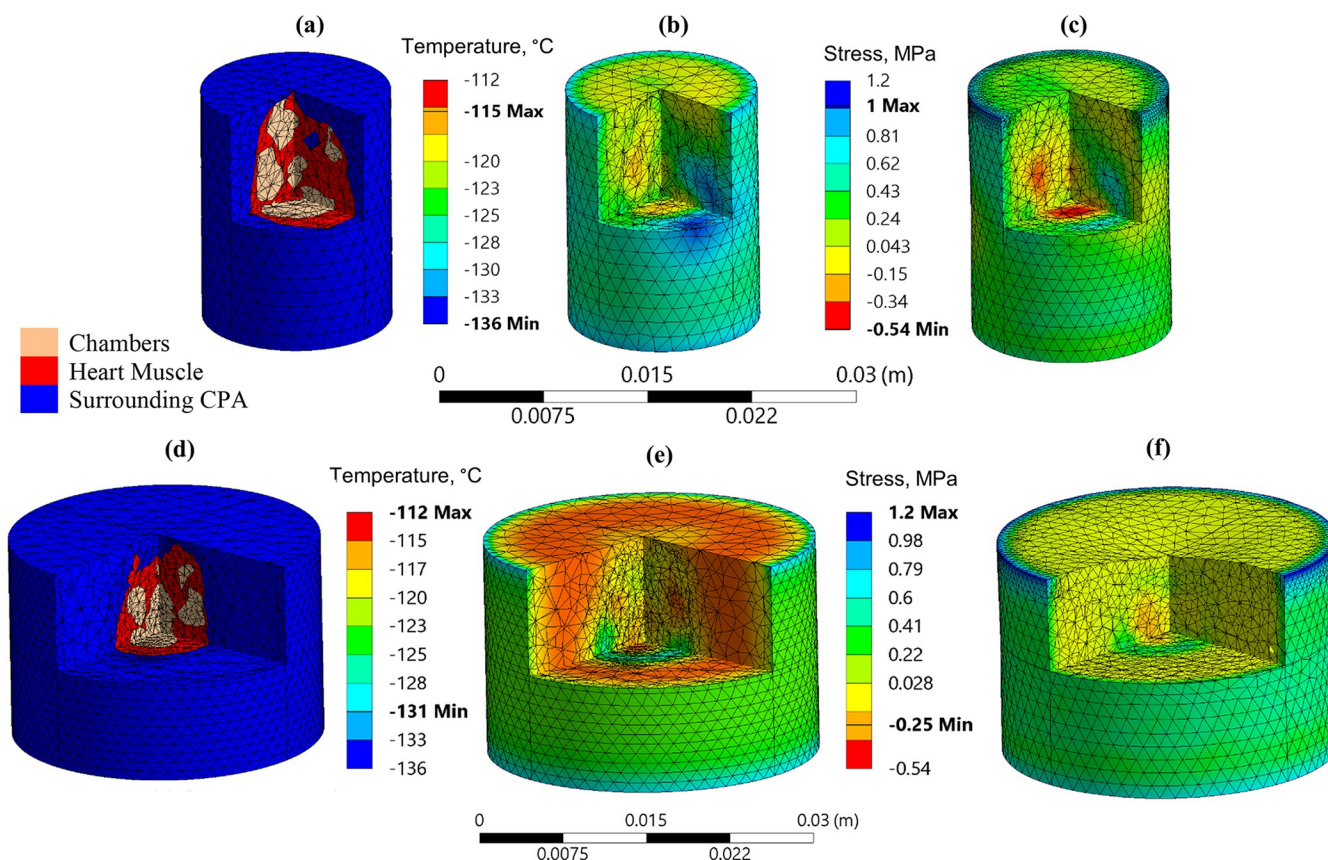 (a)
(b)
(c)
Temperature, °C
-112
-115 Max
-120
-123
-125
-128
-130
-133
-136 Min
Stress, MPa
1.2
1 Max
0.81
0.62
0.43
0.24
0.043
-0.15
-0.34
-0.54 Min
Chambers
Heart Muscle
Surrounding CPA
0 0.015 0.03 (m)
0.0075 0.022
(d)
(e)
(f)
Temperature, °C
-112 Max
-115
-117
-120
-123
-125
-128
-131 Min
-133
-136
Stress, MPa
1.2 Max
0.98
0.79
0.6
0.41
0.22
0.028
-0.25 Min
-0.54
0 0.015 0.03 (m)
0.0075 0.022